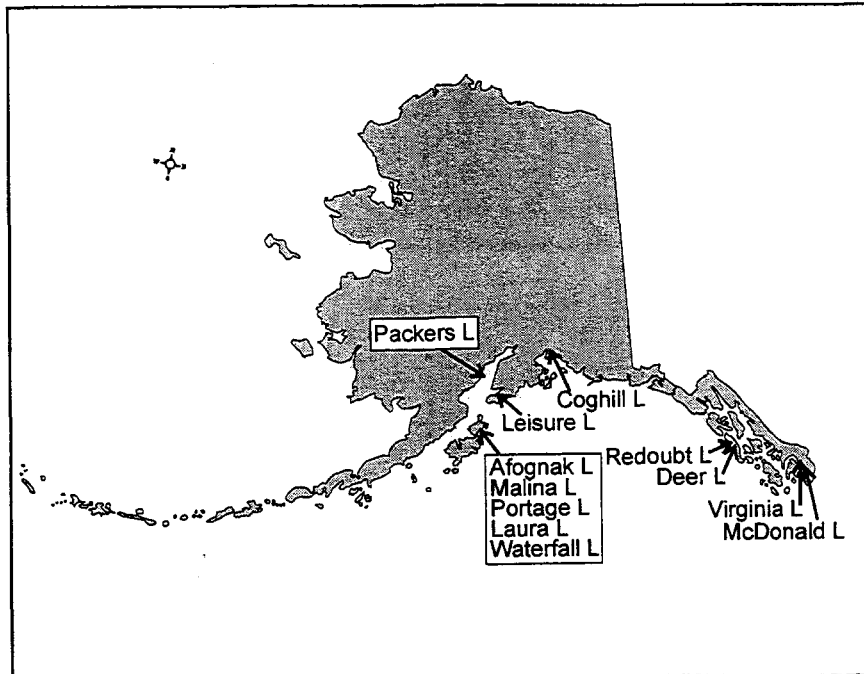 Packers L
Coghill L
Leisure L
Afognak L
Malina L
Portage L
Laura L
Waterfall L
Redoubt L
Deer L
Virginia L
McDonald L